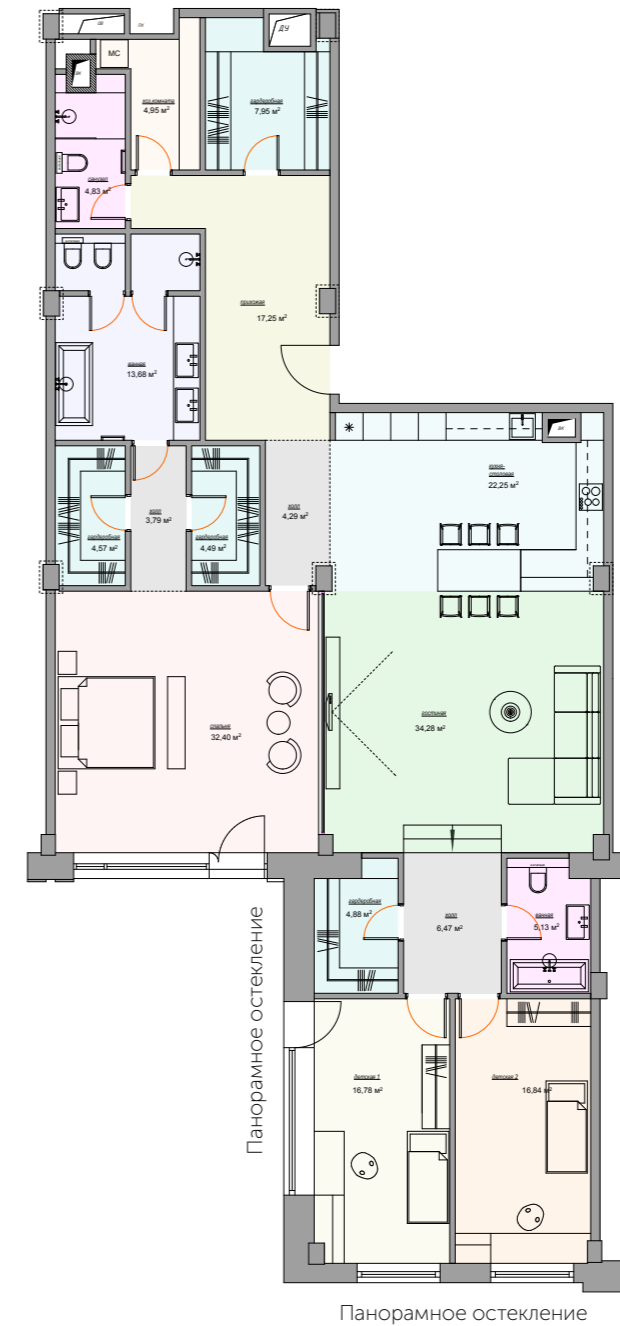 ДУ
МС
хоз.комната
4,95 м²
гардеробная
7,95 м²
санузел
4,83 м²
прихожая
17,25 м²
ванная
13,68 м²
кухня-
столовая
22,25 м²
холл
3,79 м²
холл
4,29 м²
гардеробная
4,57 м²
гардеробная
4,49 м²
спальня
32,40 м²
гостиная
34,28 м²
гардеробная
4,88 м²
холл
6,47 м²
ванная
5,13 м²
Панорамное остекление
детская 1
16,78 м²
детская 2
16,84 м²
Панорамное остекление